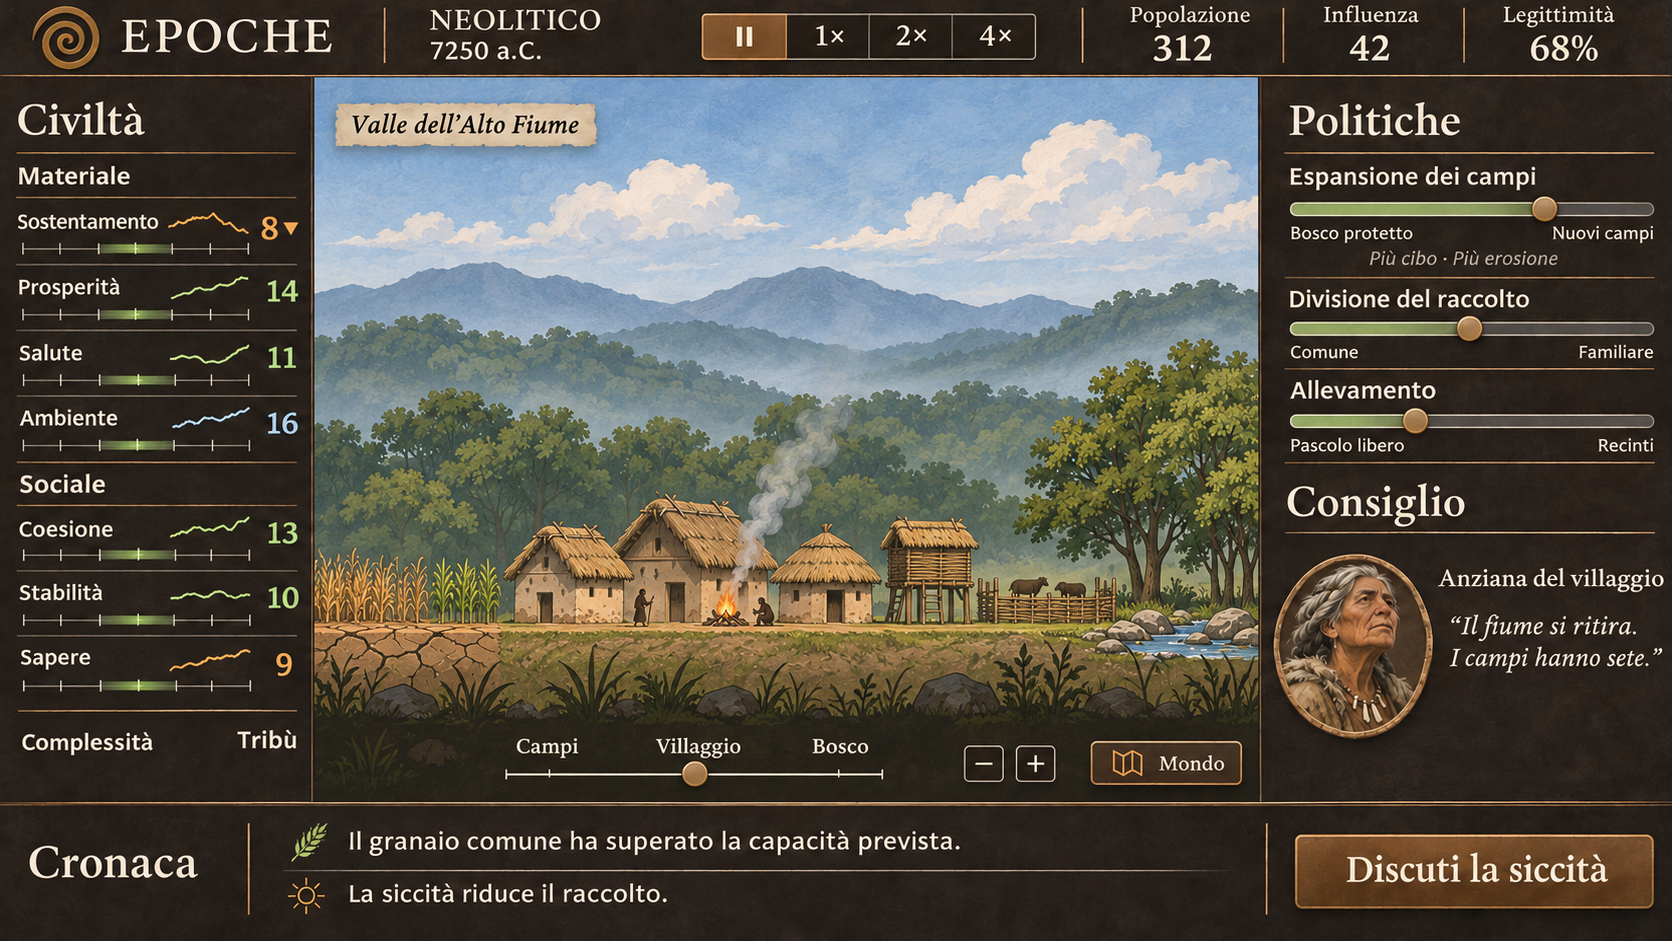 EPOCHE
NEOLITICO
7250 a.C.
1×
2×
4×
Popolazione
312
Influenza
42
Legittimità
68%
Civiltà
Materiale
Sostentamento
8
Prosperità
14
Salute
11
Ambiente
16
Sociale
Coesione
13
Stabilità
10
Sapere
9
Complessità
Tribù
Valle dell’Alto Fiume
Campi
Villaggio
Bosco
Mondo
Politiche
Espansione dei campi
Bosco protetto
Nuovi campi
Più cibo · Più erosione
Divisione del raccolto
Comune
Familiare
Allevamento
Pascolo libero
Recinti
Consiglio
Anziana del villaggio
“Il fiume si ritira.
I campi hanno sete.”
Cronaca
Il granaio comune ha superato la capacità prevista.
La siccità riduce il raccolto.
Discuti la siccità